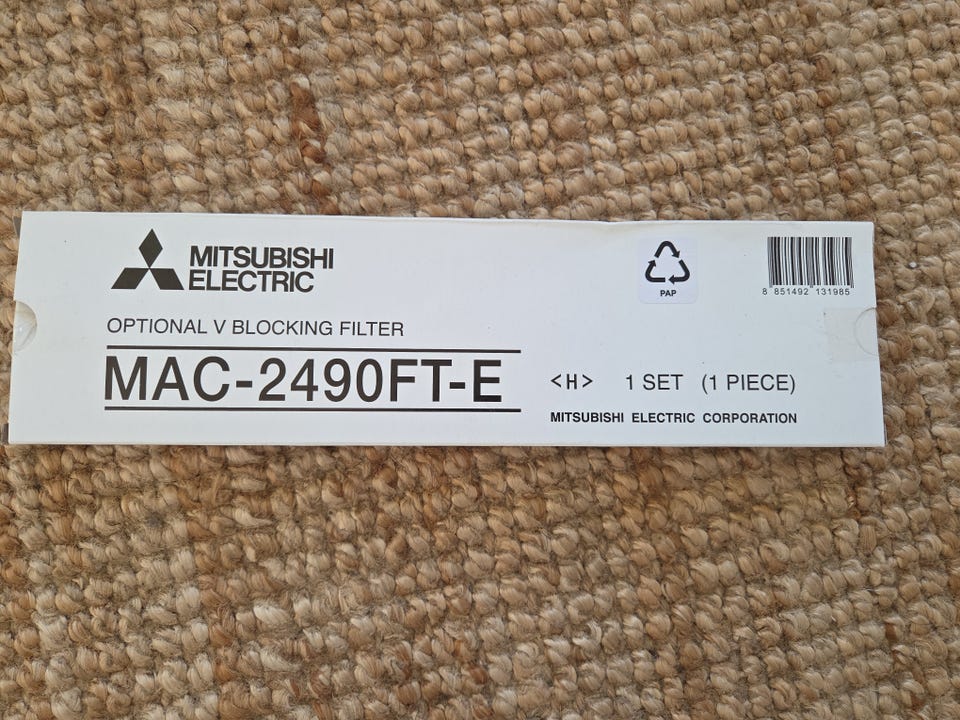 MITSUBISHI
ELECTRIC
PAP
8 851492 131985
OPTIONAL V BLOCKING FILTER
MAC-2490FT-E
<H> 1 SET (1 PIECE)
MITSUBISHI ELECTRIC CORPORATION